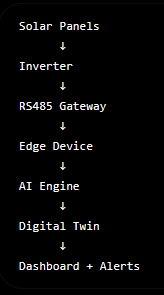 Solar Panels
↓
Inverter
↓
RS485 Gateway
↓
Edge Device
↓
AI Engine
↓
Digital Twin
↓
Dashboard + Alerts